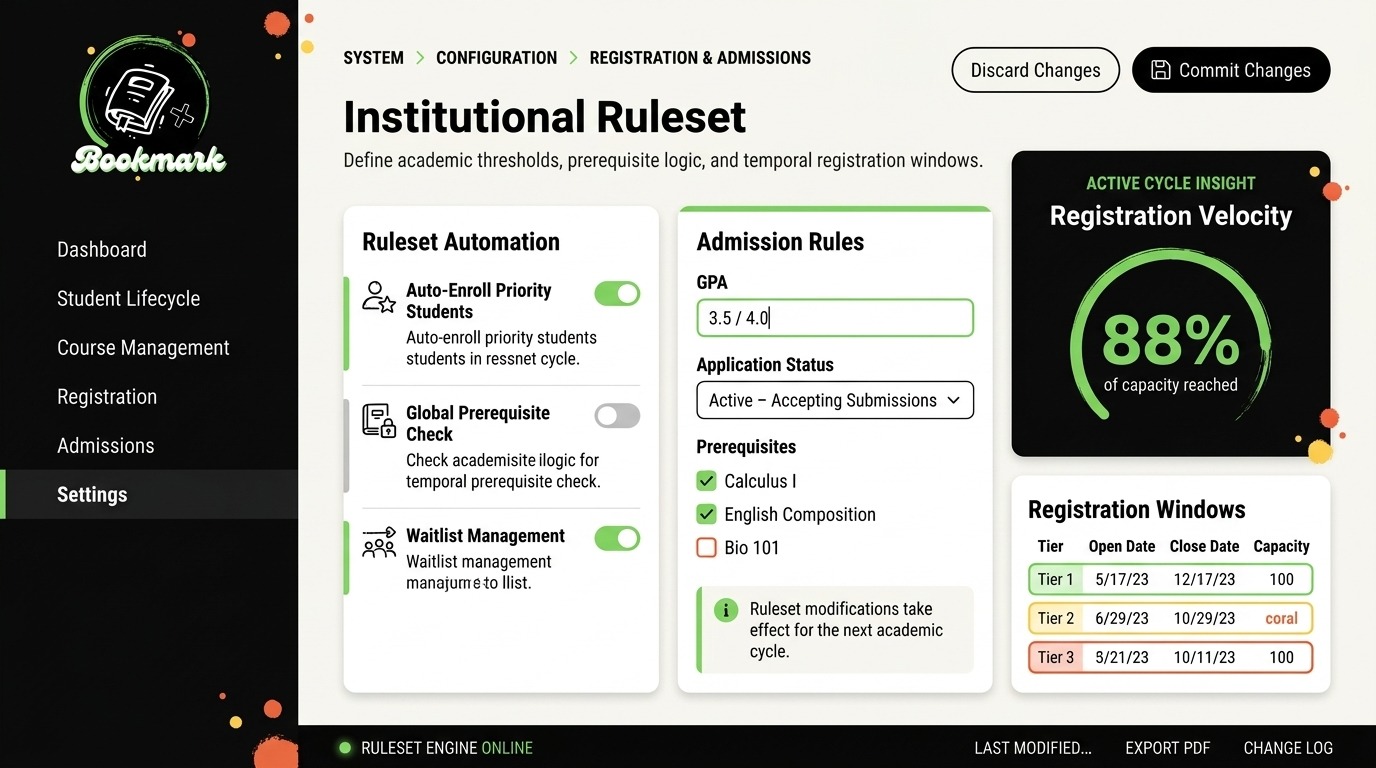 Bookmark
Dashboard
Student Lifecycle
Course Management
Registration
Admissions
Settings
SYSTEM > CONFIGURATION > REGISTRATION & ADMISSIONS
Discard Changes
Commit Changes
Institutional Ruleset
Define academic thresholds, prerequisite logic, and temporal registration windows.
Ruleset Automation
Auto-Enroll Priority
Students
Auto-enroll priority students
students in ressnet cycle.
Global Prerequisite
Check
Check academisite ilogic for
temporal prerequisite check.
Waitlist Management
Waitlist management
to llist.
Admission Rules
GPA
3.5 / 4.0
Application Status
Active – Accepting Submissions
Prerequisites
Calculus I
English Composition
Bio 101
Ruleset modifications take
effect for the next academic
cycle.
ACTIVE CYCLE INSIGHT
Registration Velocity
88%
of capacity reached
Registration Windows
Tier Open Date Close Date Capacity
Tier 1 5/17/23 12/17/23 100
Tier 2 6/29/23 10/29/23 coral
Tier 3 5/21/23 10/11/23 100
RULESET ENGINE ONLINE
LAST MODIFIED...
EXPORT PDF
CHANGE LOG